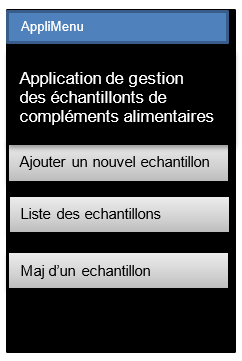 AppliMenu
Application de gestion
des échantillonts de
compléments alimentaires
Ajouter un nouvel echantillon
Liste des echantillons
Maj d'un echantillon